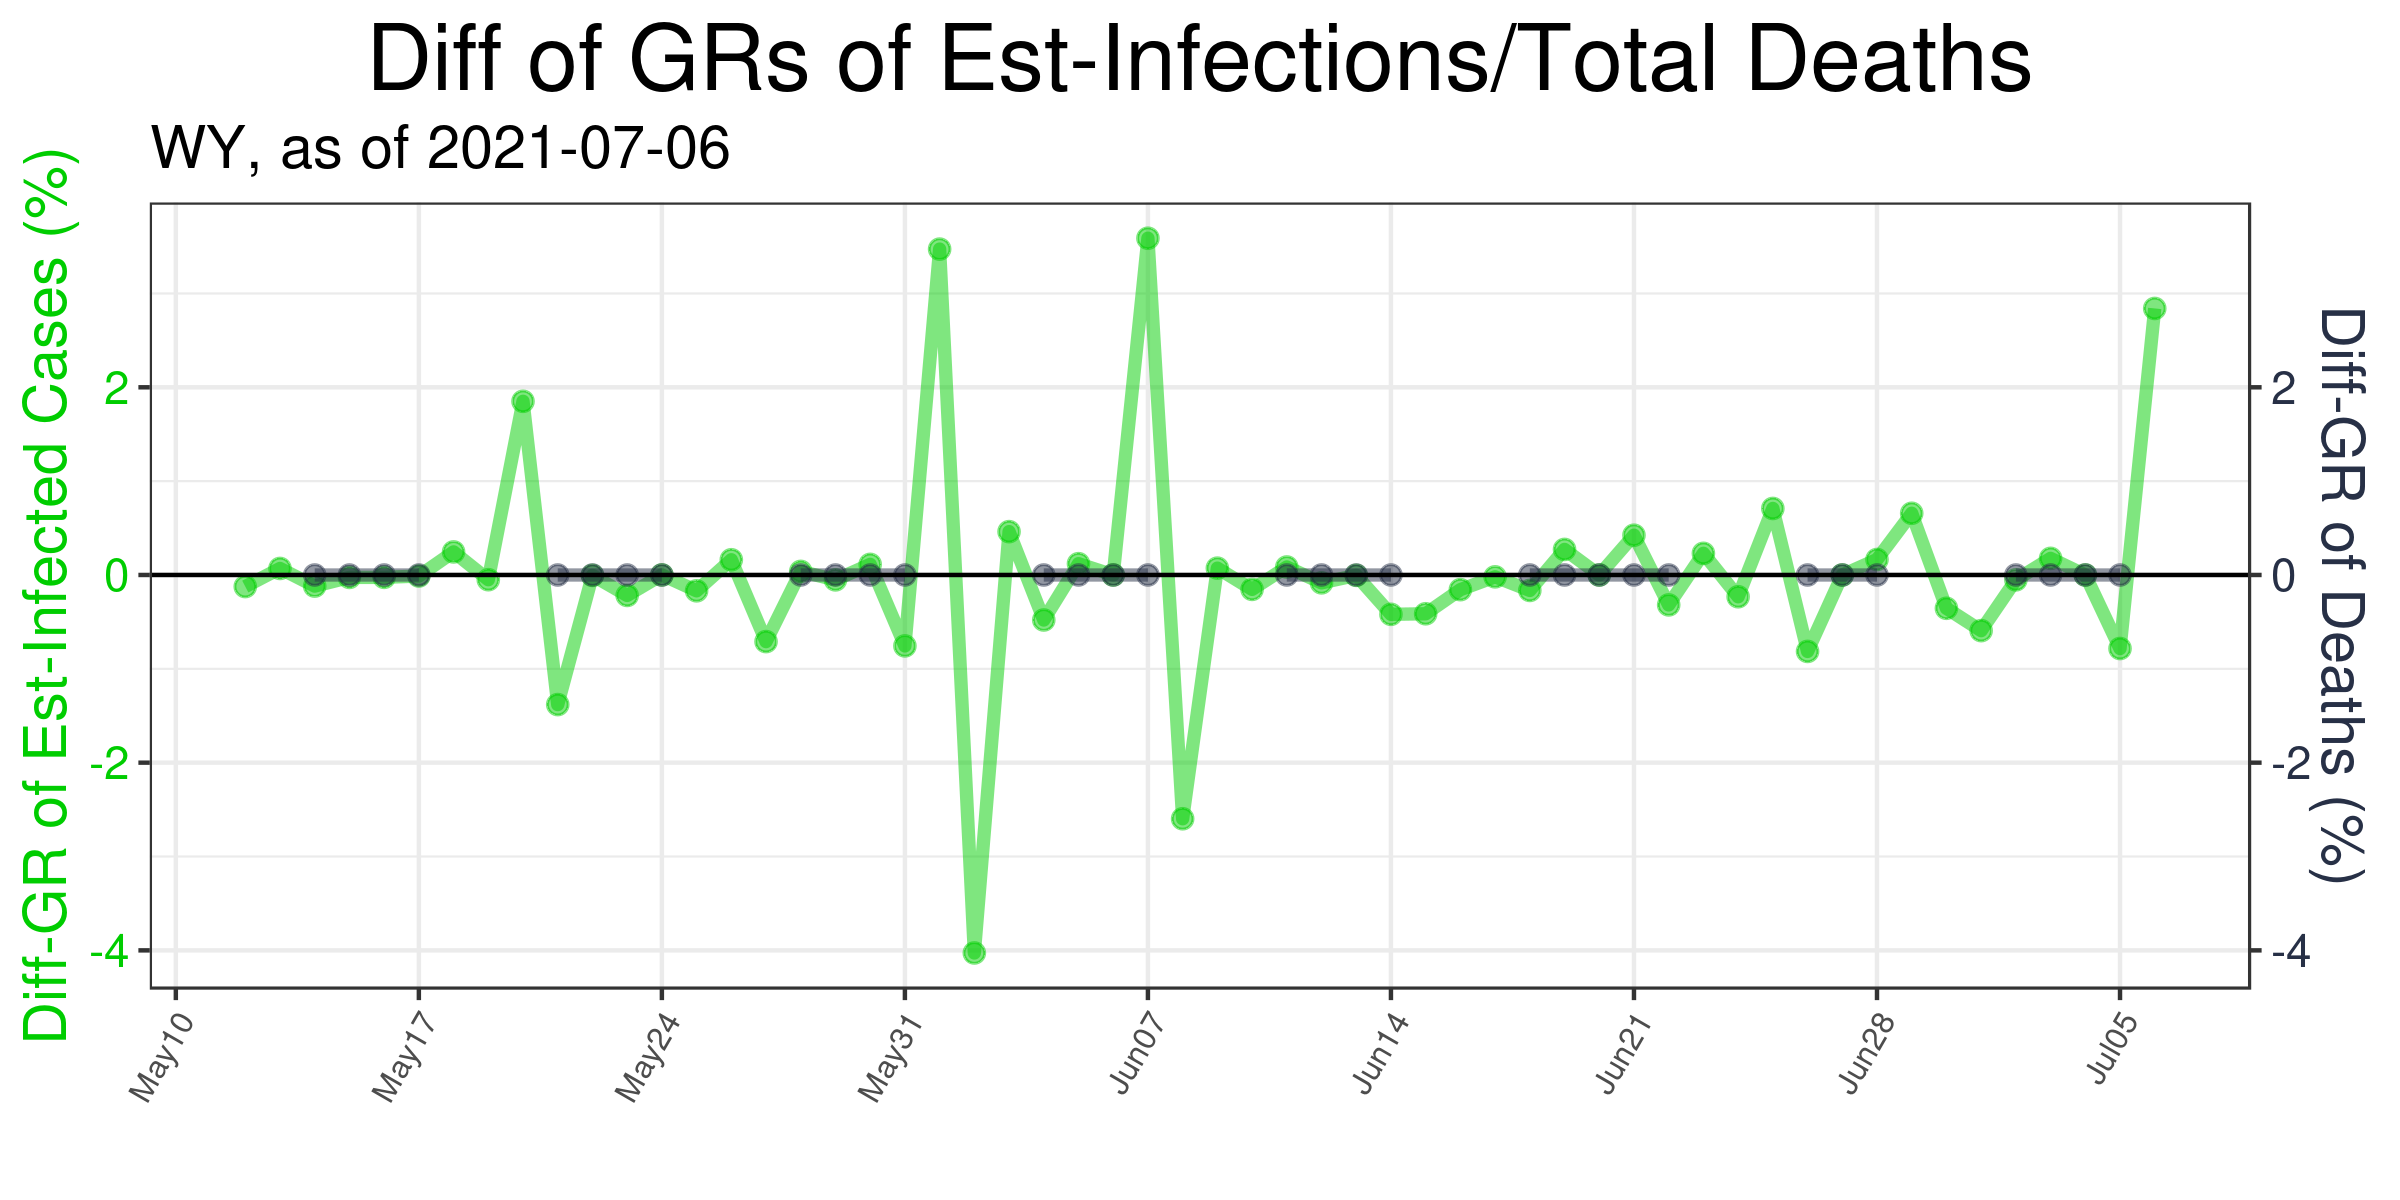 Diff of GRs of Est-Infections/Total Deaths
WY, as of 2021-07-06
Diff-GR of Est-Infected Cases (%)
2
0
-2
-4
2
0
-2
-4
Diff-GR of Deaths (%)
May10
May17
May24
May31
Jun07
Jun14
Jun21
Jun28
Jul05